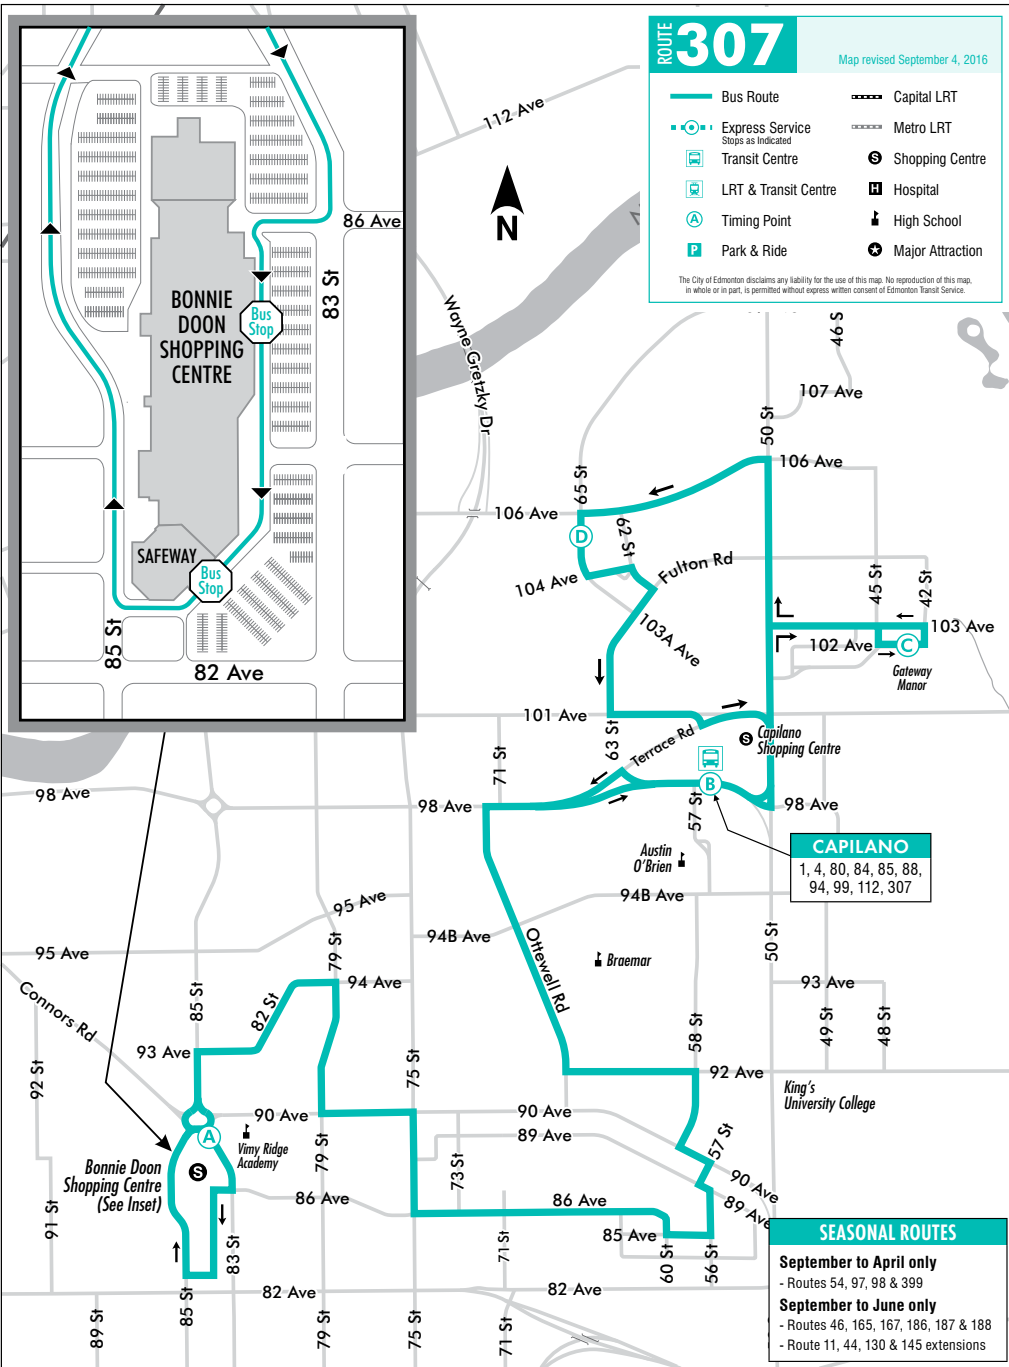 ROUTE
307
Map revised September 4, 2016
Bus Route
Express Service
Stops as Indicated
Transit Centre
LRT & Transit Centre
A
Timing Point
P
Park & Ride
Capital LRT
Metro LRT
S
Shopping Centre
H
Hospital
High School
Major Attraction
The City of Edmonton disclaims any liability for the use of this map. No reproduction of this map,
in whole or in part, is permitted without express written consent of Edmonton Transit Service.
86 Ave
83 St
BONNIE
DOON
SHOPPING
CENTRE
Bus
Stop
SAFEWAY
Bus
Stop
85 St
82 Ave
112 Ave
N
Wayne Gretzky Dr
46 S
107 Ave
50 St
106 Ave
65 St
106 Ave
D
62 St
104 Ave
Fulton Rd
103A Ave
45 St
42 St
103 Ave
102 Ave
C
Gateway
Manor
101 Ave
63 St
Terrace Rd
S
Capilano
Shopping Centre
71 St
98 Ave
98 Ave
B
57 St
98 Ave
CAPILANO
1, 4, 80, 84, 85, 88,
94, 99, 112, 307
Austin
O'Brien
94B Ave
95 Ave
94B Ave
95 Ave
79 St
Ottewell Rd
Braemar
50 St
93 Ave
94 Ave
Connors Rd
85 St
82 St
93 Ave
92 St
75 St
58 St
49 St
48 St
92 Ave
King's
University College
90 Ave
90 Ave
89 Ave
A
Vimy Ridge
Academy
79 St
73 St
57 St
90 Ave
89 Ave
Bonnie Doon
Shopping Centre
(See Inset)
S
86 Ave
86 Ave
85 Ave
91 St
83 St
71 St
60 St
56 St
82 Ave
82 Ave
89 St
85 St
79 St
75 St
71 St
SEASONAL ROUTES
September to April only
- Routes 54, 97, 98 & 399
September to June only
- Routes 46, 165, 167, 186, 187 & 188
- Route 11, 44, 130 & 145 extensions